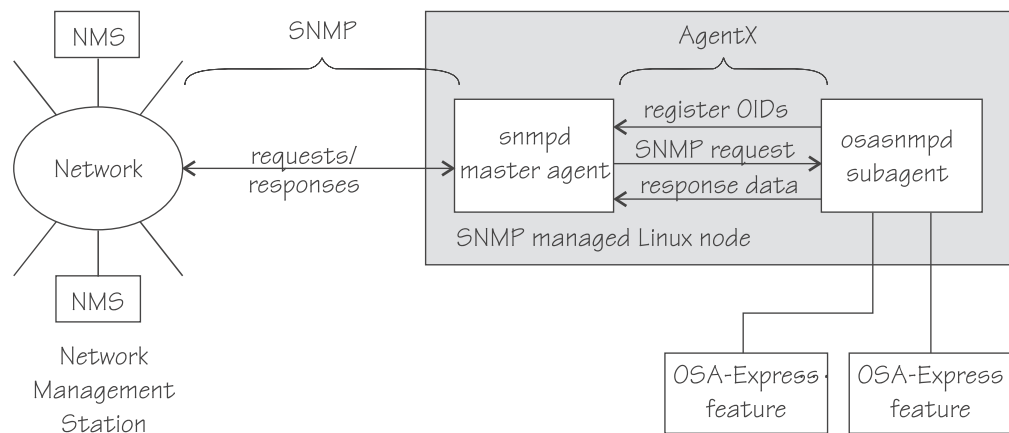 NMS
SNMP
AgentX
Network
requests/
responses
snmpd
master agent
register OIDs
SNMP request
response data
osasnmpd
subagent
SNMP managed Linux node
NMS
Network
Management
Station
OSA-Express
feature
OSA-Express
feature